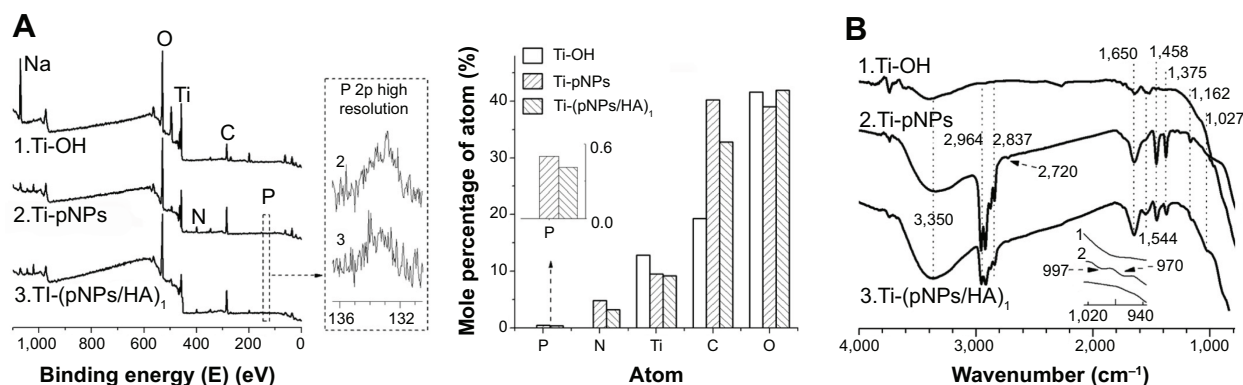 A
Na
O
Ti
C
1.Ti-OH
N
P
2.Ti-pNPs
3.TI-(pNPs/HA)1
1,000 800 600 400 200 0
Binding energy (E) (eV)
P 2p high
resolution
2
3
136 132
Mole percentage of atom (%)
40
30
20
10
0
Ti-OH
Ti-pNPs
Ti-(pNPs/HA)1
0.6
0.0
P
P N Ti C O
Atom
B
1.Ti-OH
2.Ti-pNPs
3.Ti-(pNPs/HA)1
1,650
1,458
1,375
1,162
1,027
2,964
2,837
2,720
3,350
1,544
1
2
997
970
1,020 940
4,000 3,000 2,000 1,000
Wavenumber (cm⁻¹)